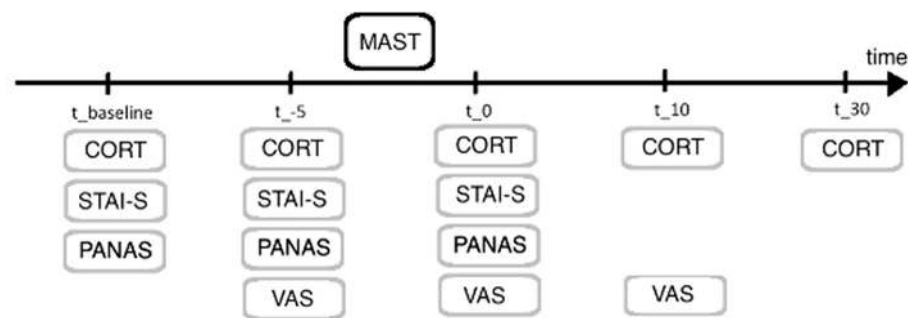 MAST
time
t_baseline t_-5 t_0 t_10 t_30
CORT CORT CORT CORT CORT
STAI-S STAI-S STAI-S
PANAS PANAS PANAS
VAS VAS VAS